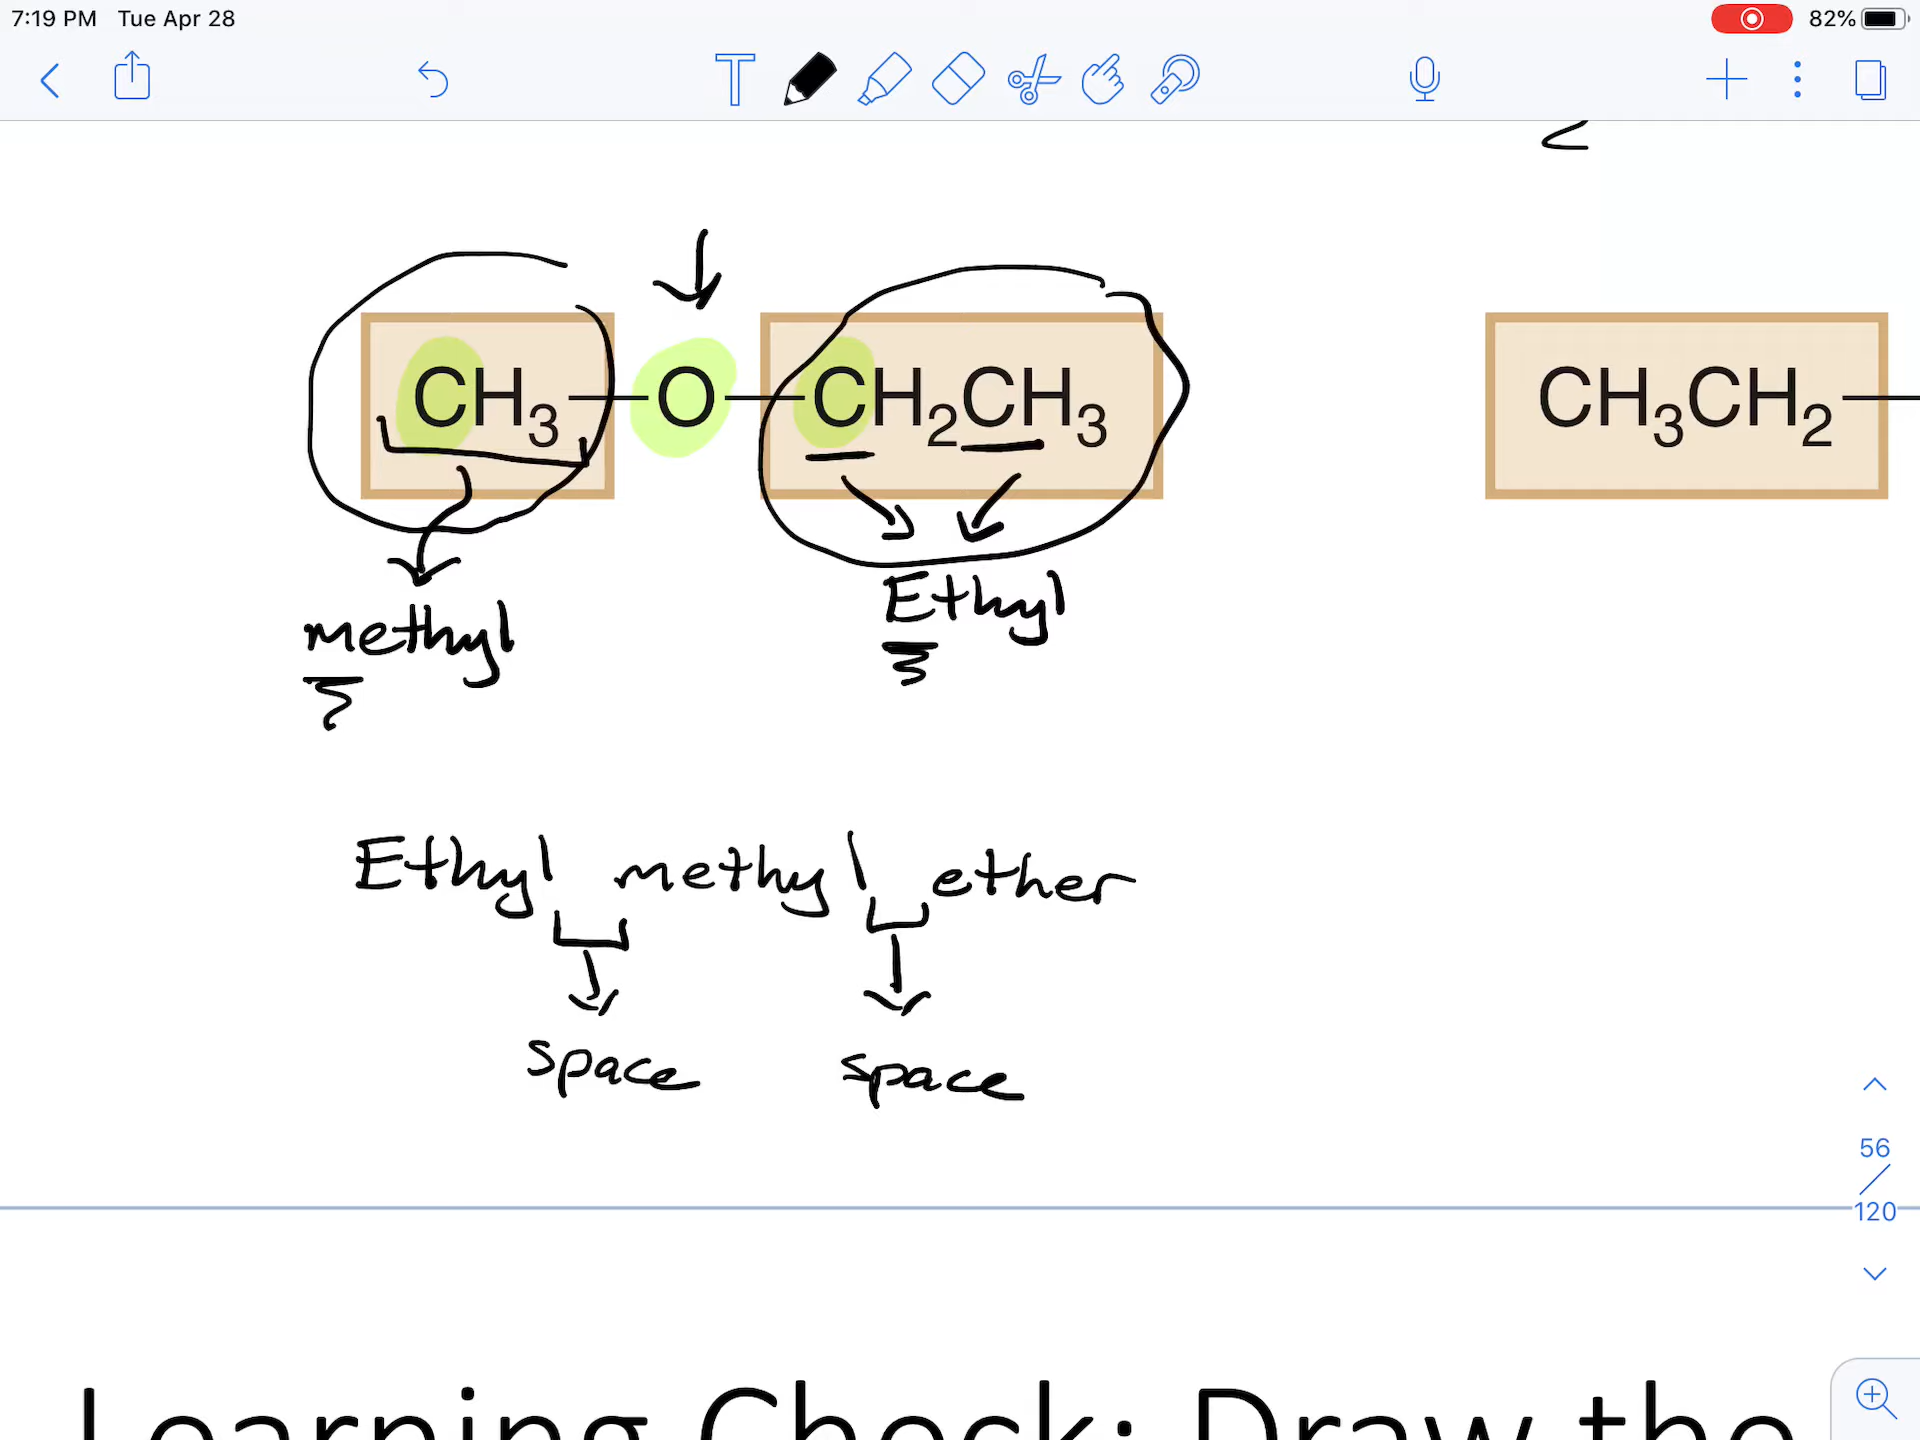 7:19 PM Tue Apr 28 82%
2
CH3—O—CH2CH3 CH3CH2—
methyl Ethyl
Ethyl methyl ether
space space
56
120
Learning Check: Draw the